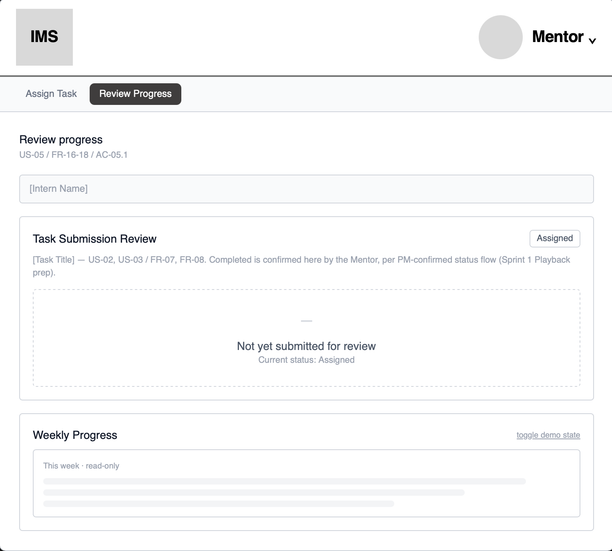 IMS
Mentor
Assign Task
Review Progress
Review progress
US-05 / FR-16-18 / AC-05.1
[Intern Name]
Task Submission Review
Assigned
[Task Title] — US-02, US-03 / FR-07, FR-08. Completed is confirmed here by the Mentor, per PM-confirmed status flow (Sprint 1 Playback
prep).
—
Not yet submitted for review
Current status: Assigned
Weekly Progress
toggle demo state
This week · read-only